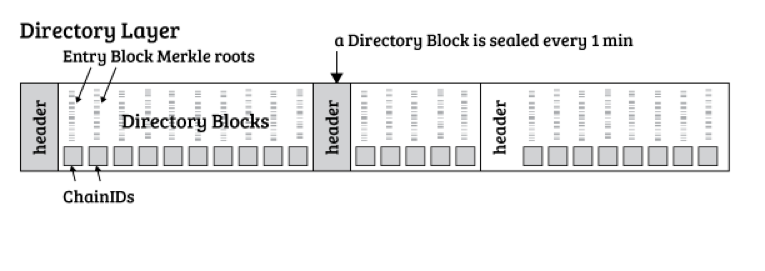 Directory Layer
Entry Block Merkle roots
a Directory Block is sealed every 1 min
header
Directory Blocks
header
header
ChainIDs